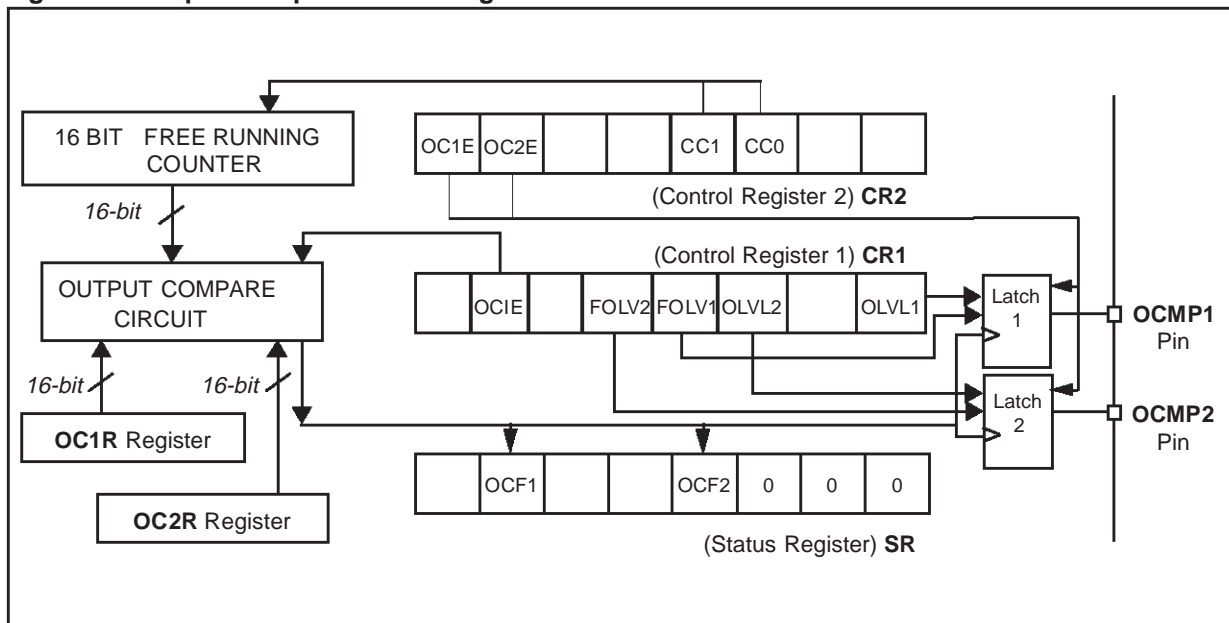 16 BIT FREE RUNNING
COUNTER
OC1E OC2E CC1 CC0
(Control Register 2) CR2
16-bit
(Control Register 1) CR1
OUTPUT COMPARE
CIRCUIT
OCIE FOLV2 FOLV1 OLVL2 OLVL1
Latch
1
OCMP1
Pin
16-bit 16-bit
Latch
2
OCMP2
Pin
OC1R Register
OCF1 OCF2 0 0 0
OC2R Register
(Status Register) SR